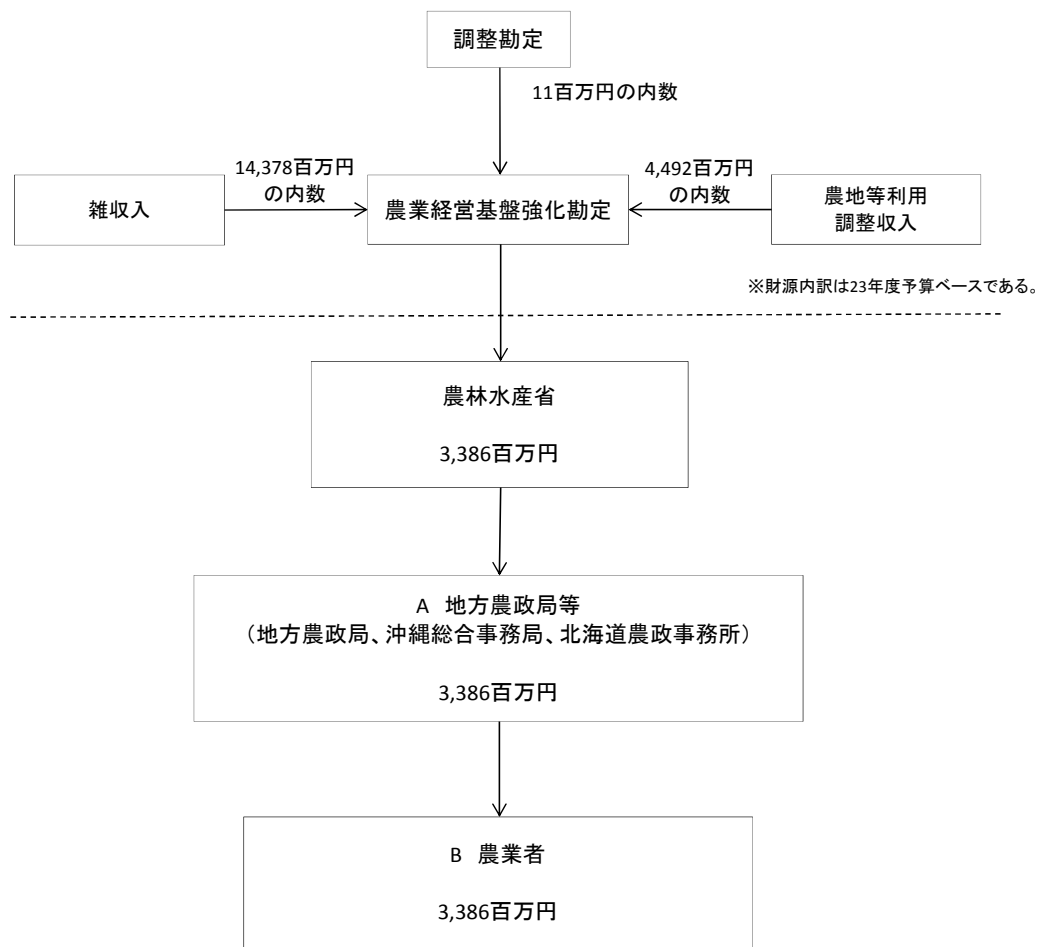 調整勘定
11百万円の内数
14,378百万円
の内数
4,492百万円
の内数
雑収入
農業経営基盤強化勘定
農地等利用
調整収入
※財源内訳は23年度予算ベースである。
農林水産省
3,386百万円
A 地方農政局等
（地方農政局、沖縄総合事務局、北海道農政事務所）
3,386百万円
B 農業者
3,386百万円